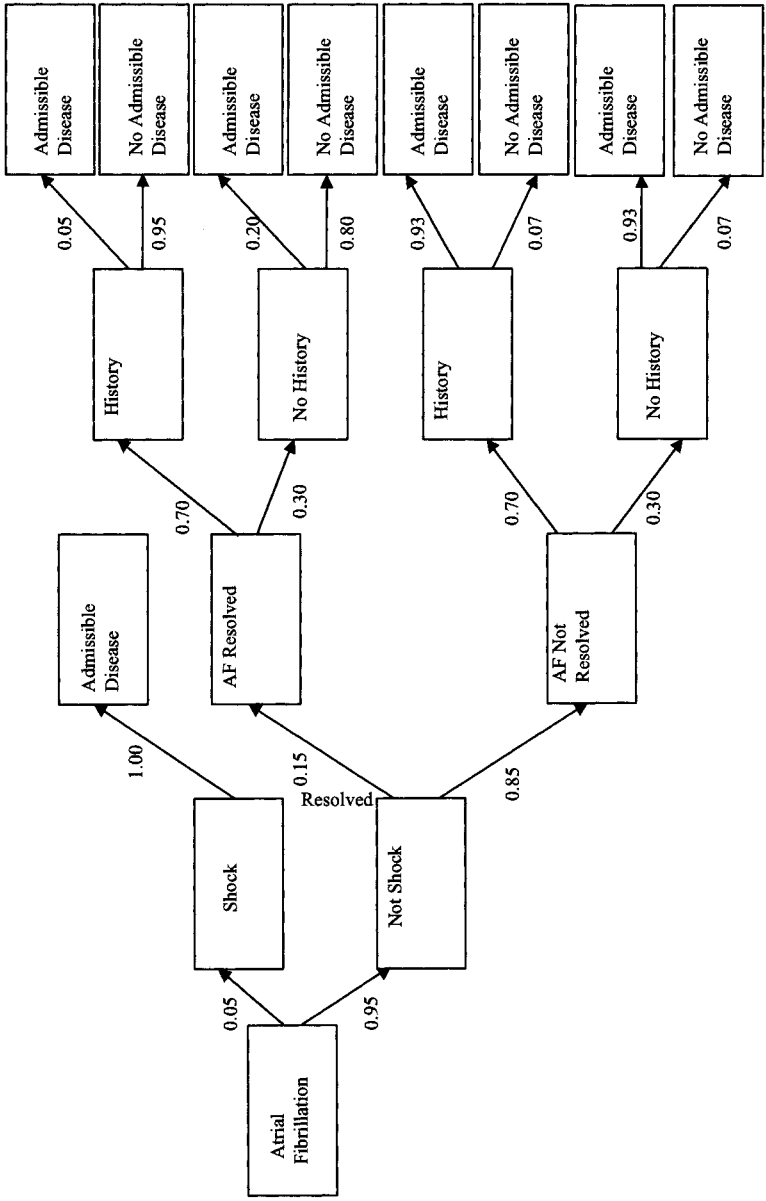 Atrial
Fibrillation
0.05
0.95
Shock
Not Shock
1.00
Resolved
0.15
0.85
Admissible
Disease
AF Resolved
AF Not
Resolved
0.70
0.30
0.70
0.30
History
No History
History
No History
0.05
0.95
0.20
0.80
0.93
0.07
0.93
0.07
Admissible
Disease
No Admissible
Disease
Admissible
Disease
No Admissible
Disease
Admissible
Disease
No Admissible
Disease
Admissible
Disease
No Admissible
Disease